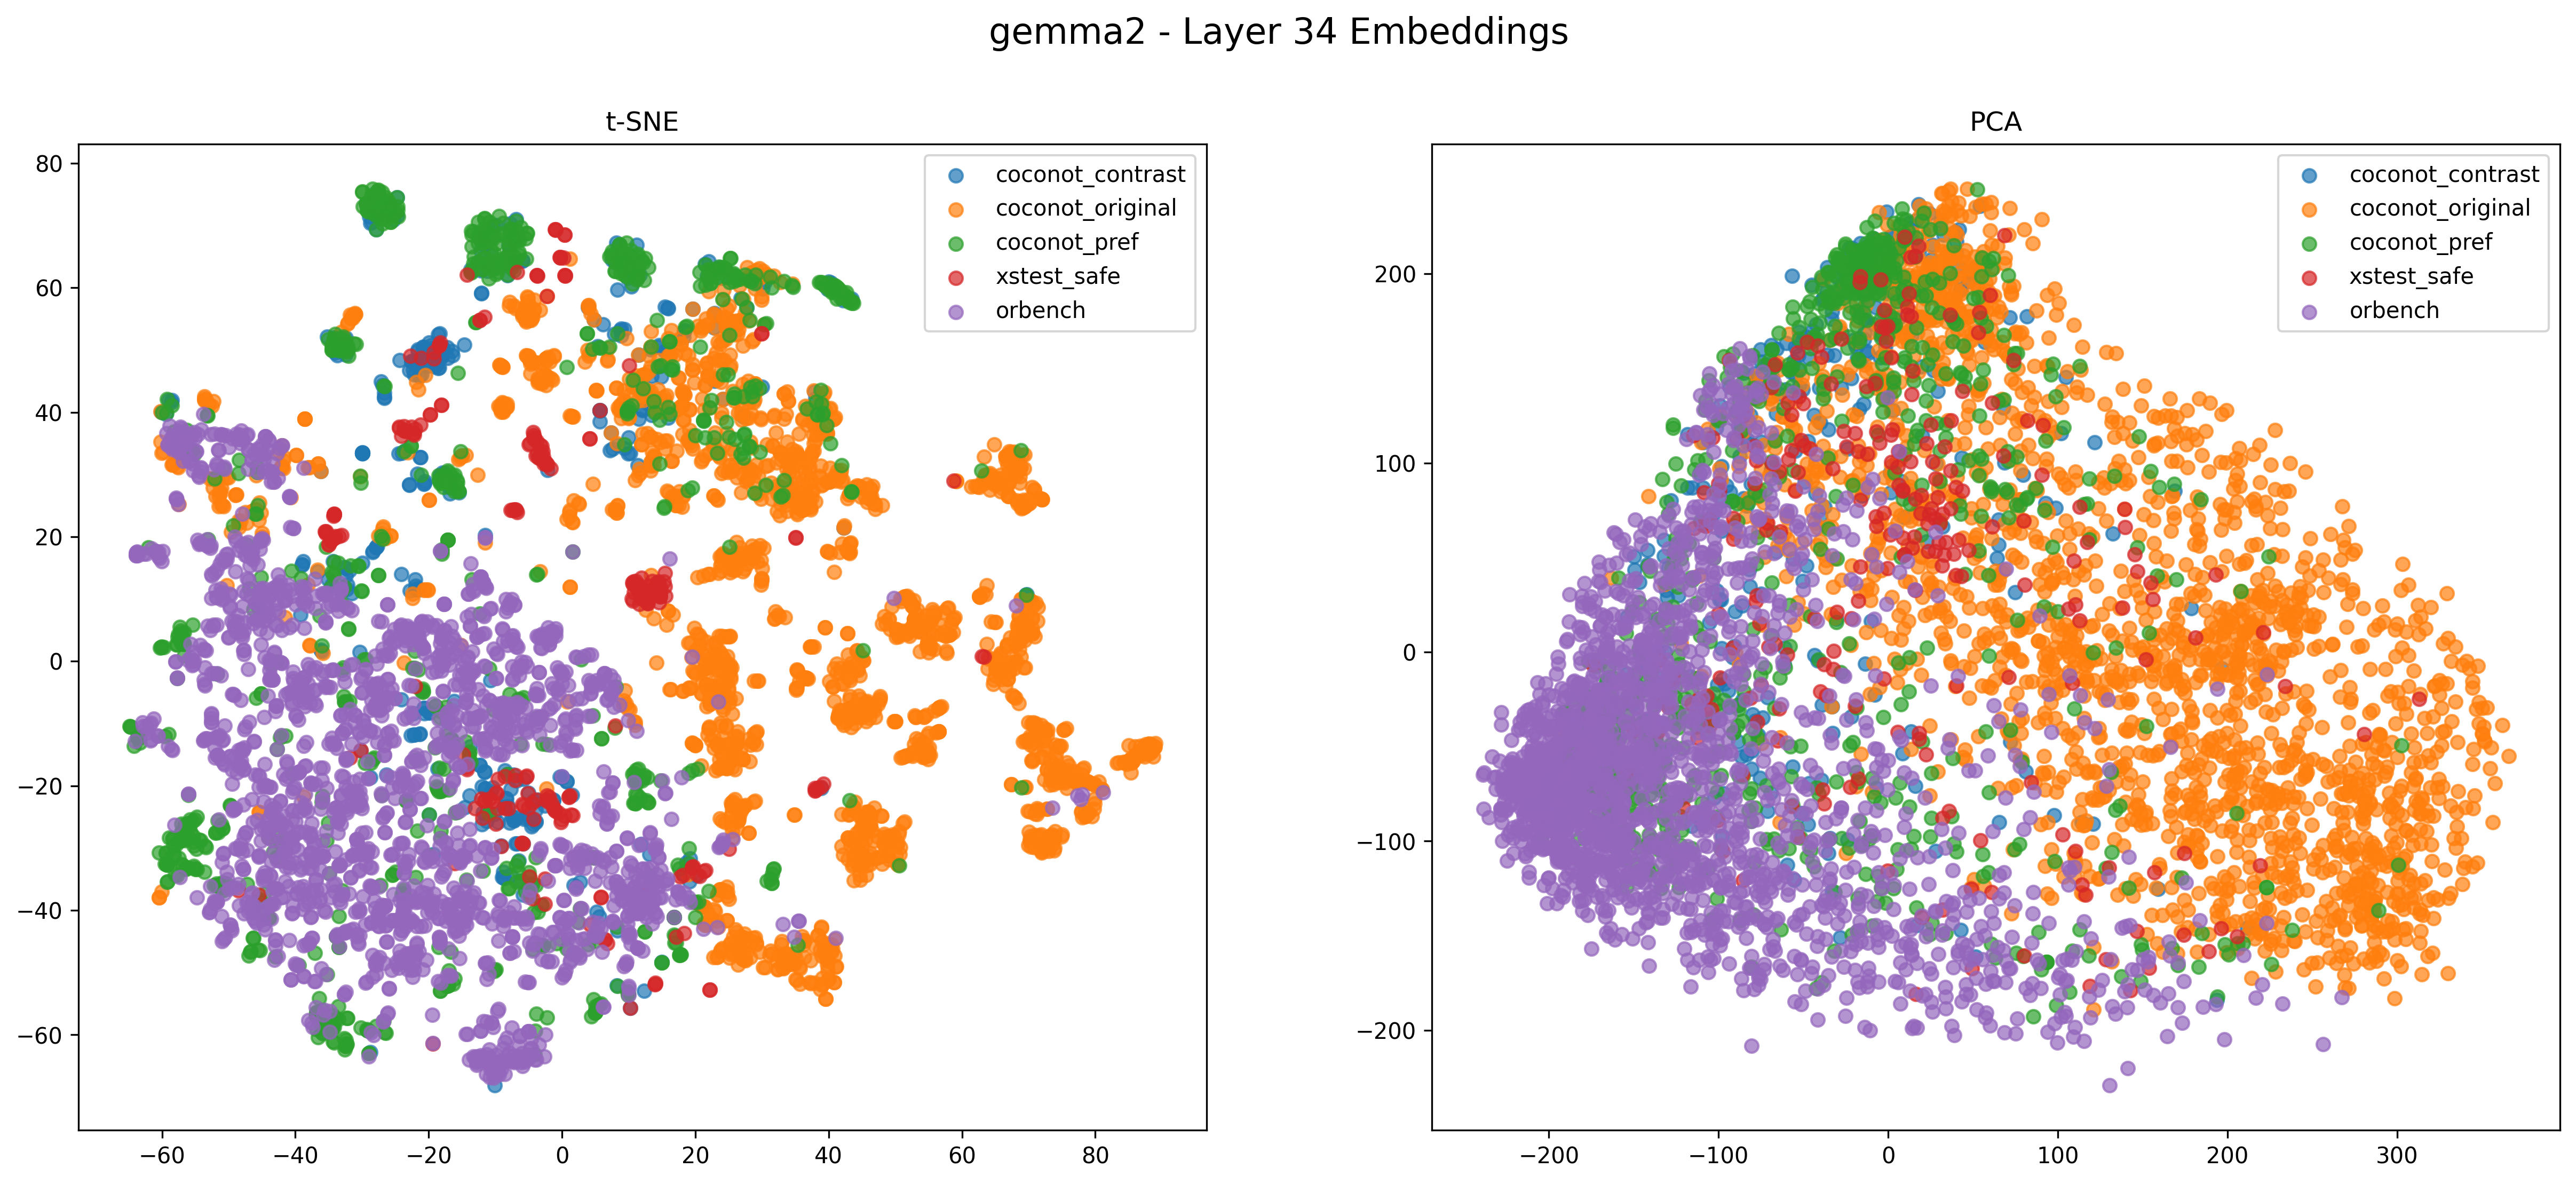 gemma2 - Layer 34 Embeddings
t-SNE
coconot_contrast
coconot_original
coconot_pref
xstest_safe
orbench
80
60
40
20
0
−20
−40
−60
−60 −40 −20 0 20 40 60 80
PCA
coconot_contrast
coconot_original
coconot_pref
xstest_safe
orbench
200
100
0
−100
−200
−200 −100 0 100 200 300